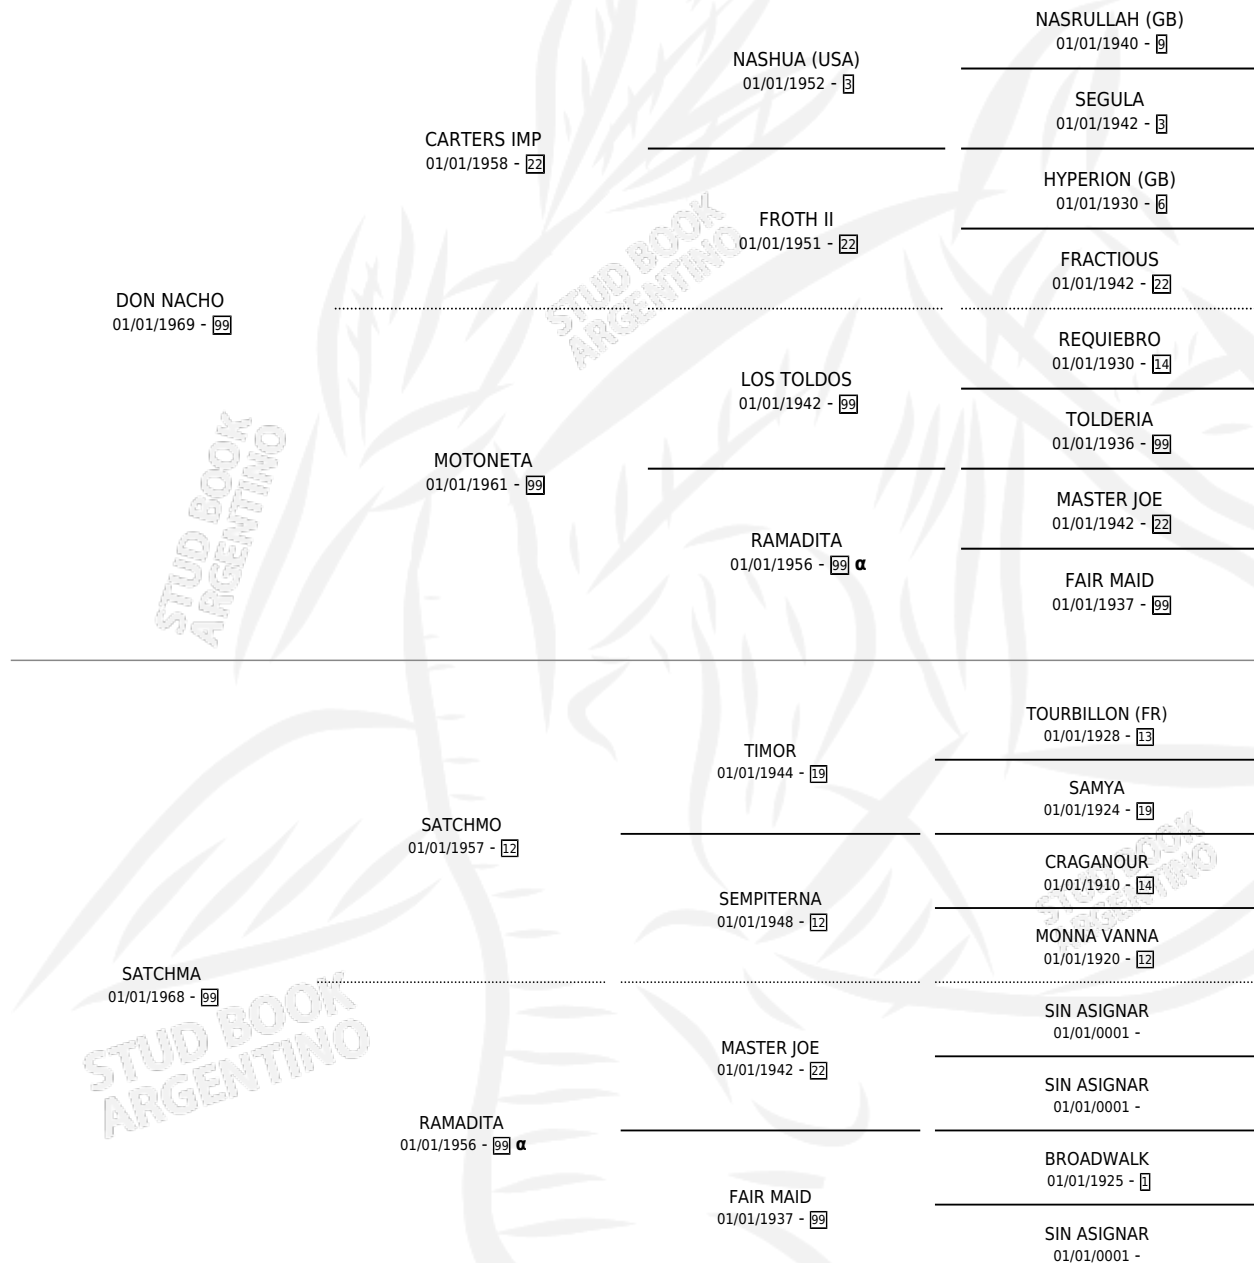 NASRULLAH (GB)
01/01/1940 - 9
NASHUA (USA)
01/01/1952 - 3
SEGULA
01/01/1942 - 3
CARTERS IMP
01/01/1958 - 22
HYPERION (GB)
01/01/1930 - 6
FROTH II
01/01/1951 - 22
FRACTIOUS
01/01/1942 - 22
DON NACHO
01/01/1969 - 99
REQUIEBRO
01/01/1930 - 14
LOS TOLDOS
01/01/1942 - 99
TOLDERIA
01/01/1936 - 99
MOTONETA
01/01/1961 - 99
MASTER JOE
01/01/1942 - 22
RAMADITA
01/01/1956 - 99 α
FAIR MAID
01/01/1937 - 99
TOURBILLON (FR)
01/01/1928 - 13
TIMOR
01/01/1944 - 19
SAMYA
01/01/1924 - 19
SATCHMO
01/01/1957 - 12
CRAGANOUR
01/01/1910 - 14
SEMPITERNA
01/01/1948 - 12
MONNA VANNA
01/01/1920 - 12
SATCHMA
01/01/1968 - 99
SIN ASIGNAR
01/01/0001 -
MASTER JOE
01/01/1942 - 22
SIN ASIGNAR
01/01/0001 -
RAMADITA
01/01/1956 - 99 α
BROADWALK
01/01/1925 - 1
FAIR MAID
01/01/1937 - 99
SIN ASIGNAR
01/01/0001 -
STUD BOOK
ARGENTINO
STUD BOOK
ARGENTINO
STUD BOOK
ARGENTINO
STUD BOOK
ARGENTINO